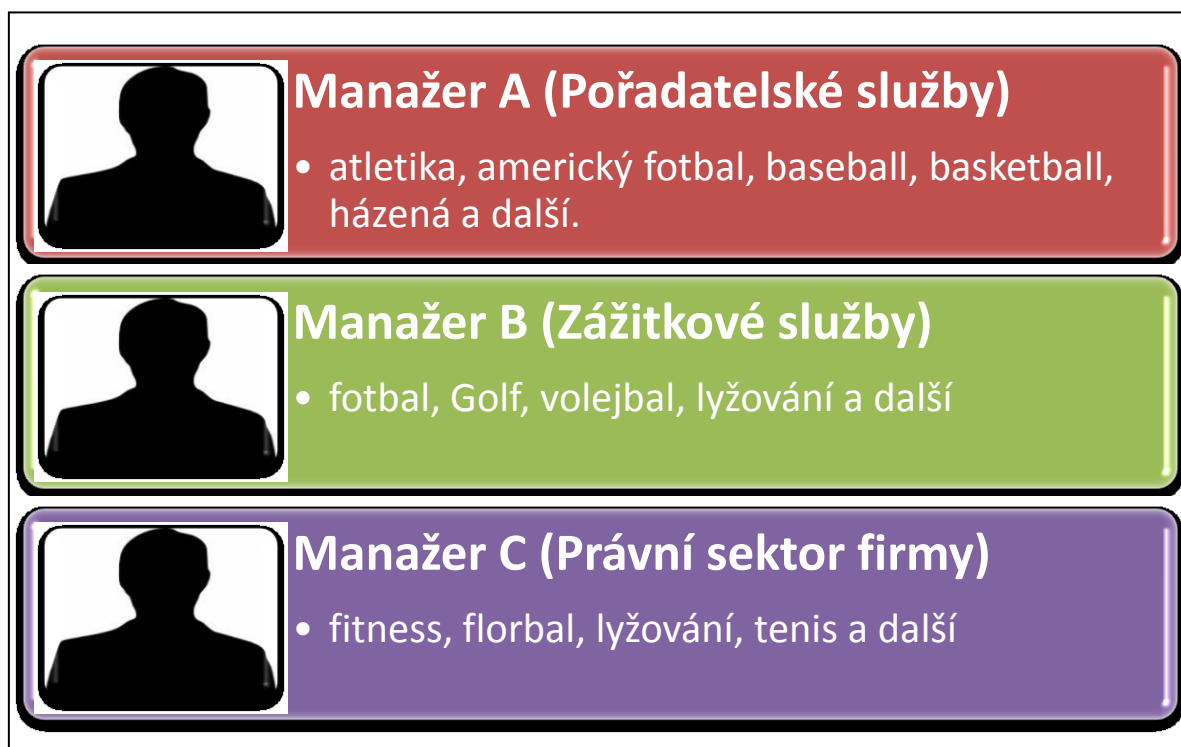 Manažer A (Pořadatelské služby)
• atletika, americký fotbal, baseball, basketball,
házená a další.
Manažer B (Zážitkové služby)
• fotbal, Golf, volejbal, lyžování a další
Manažer C (Právní sektor firmy)
• fitness, florbal, lyžování, tenis a další